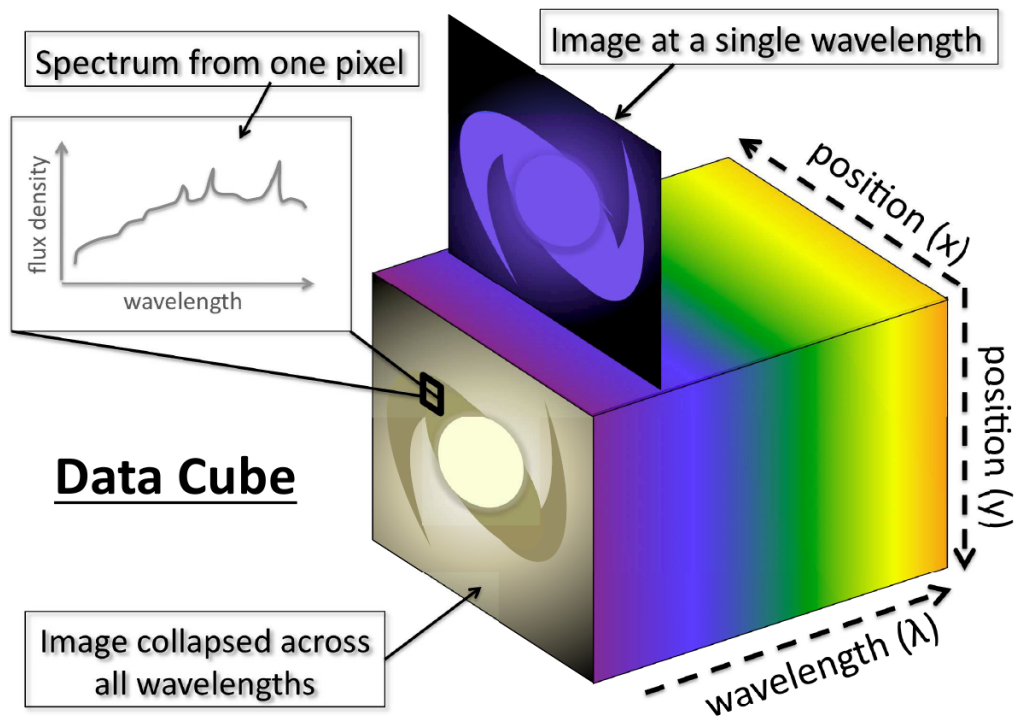 Spectrum from one pixel
Image at a single wavelength
flux density
wavelength
position (x)
position (y)
Data Cube
Image collapsed across
all wavelengths
wavelength (λ)